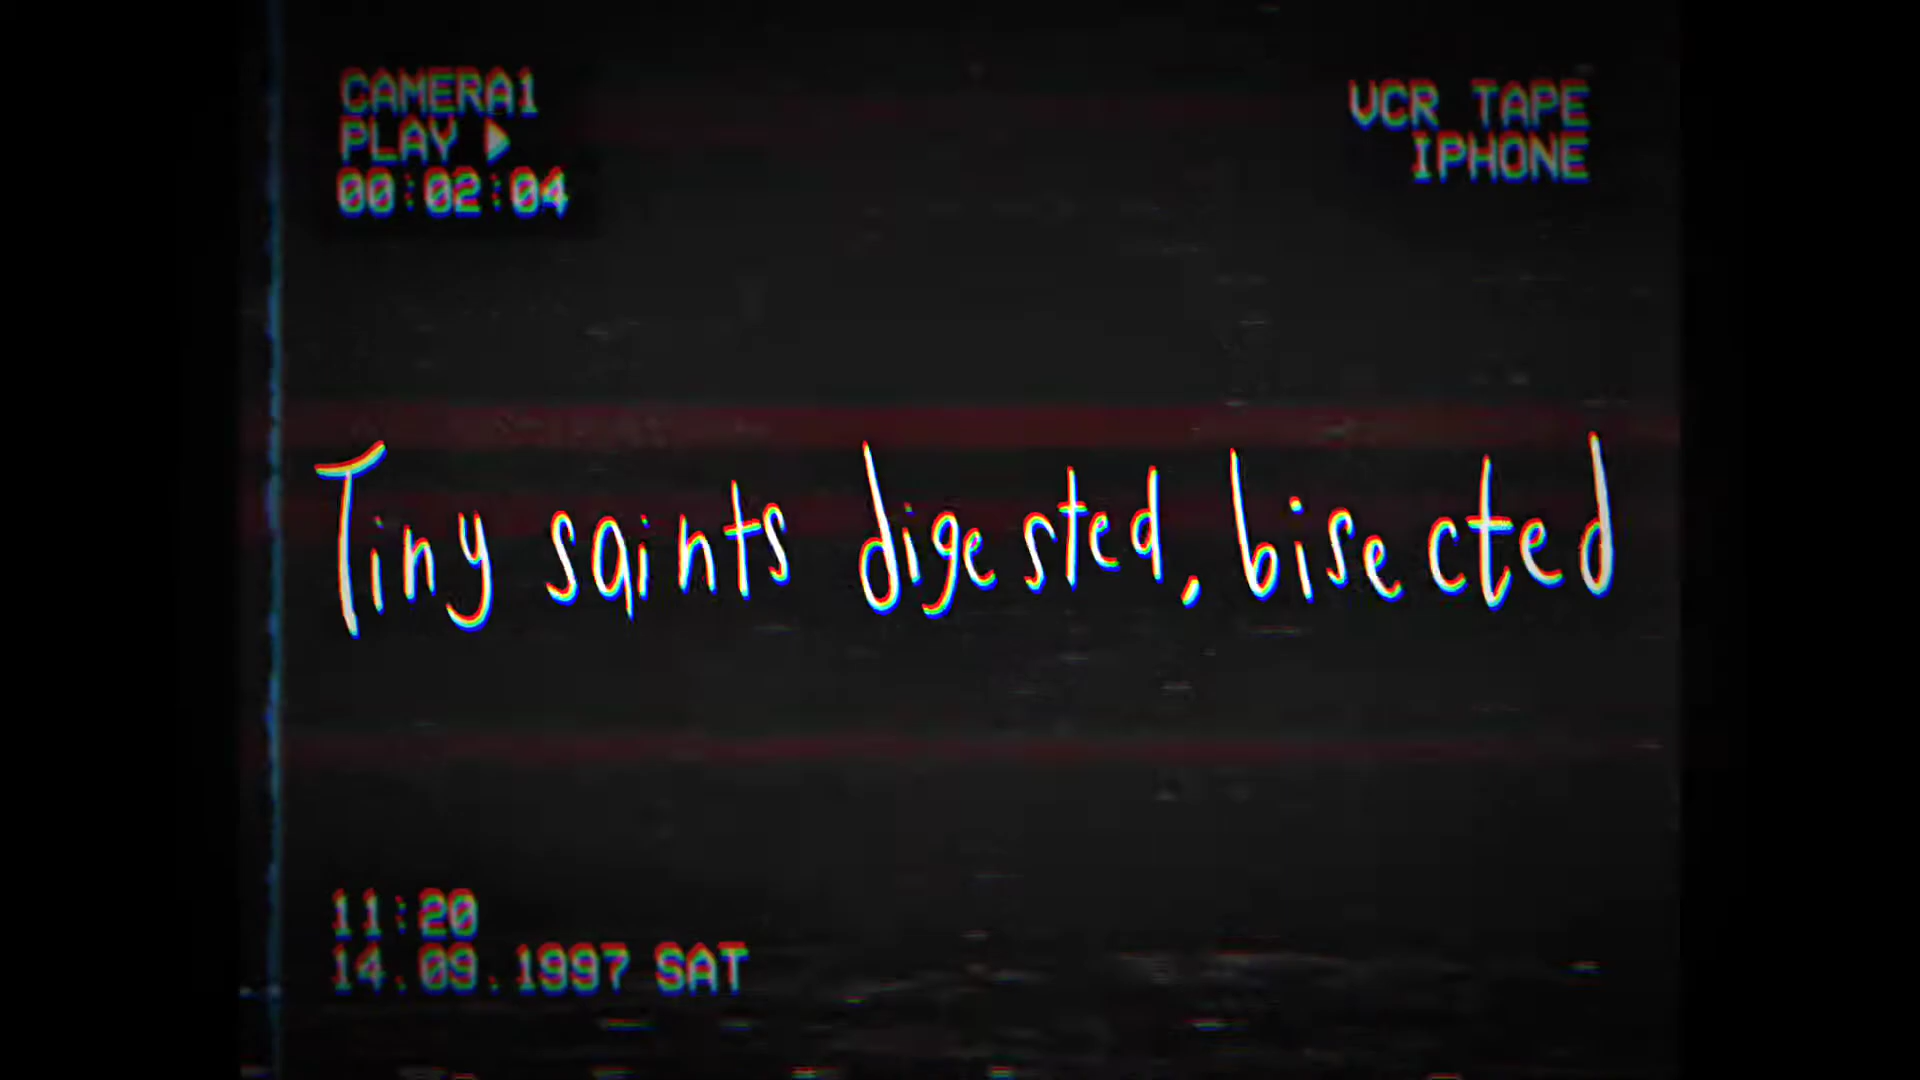 CAMERA1
PLAY
00:02:04
VCR TAPE
IPHONE
Tiny saints digested, bisected
11:20
14.09.1997 SAT